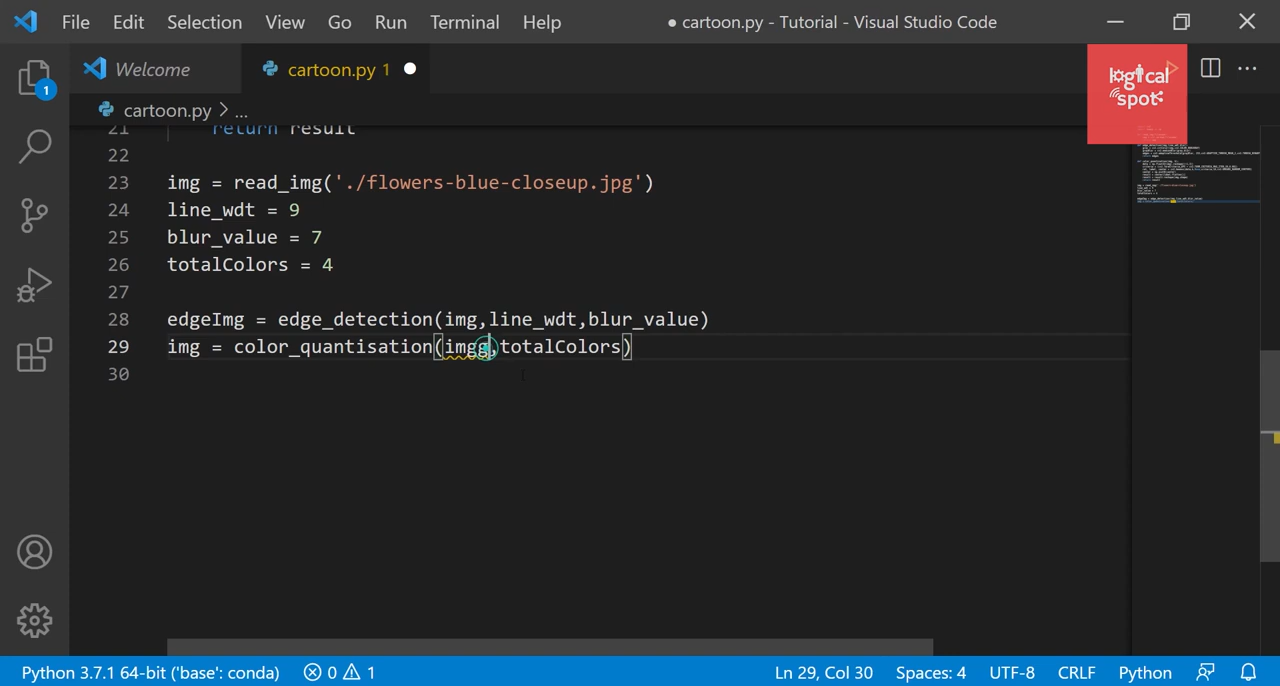 File Edit Selection View Go Run Terminal Help ● cartoon.py - Tutorial - Visual Studio Code
Welcome cartoon.py 1
logical
spot
cartoon.py > ...
1
21 return result
22
23 img = read_img('./flowers-blue-closeup.jpg')
24 line_wdt = 9
25 blur_value = 7
26 totalColors = 4
27
28 edgeImg = edge_detection(img,line_wdt,blur_value)
29 img = color_quantisation(imgg,totalColors)
30
Python 3.7.1 64-bit ('base': conda) 0 1 Ln 29, Col 30 Spaces: 4 UTF-8 CRLF Python